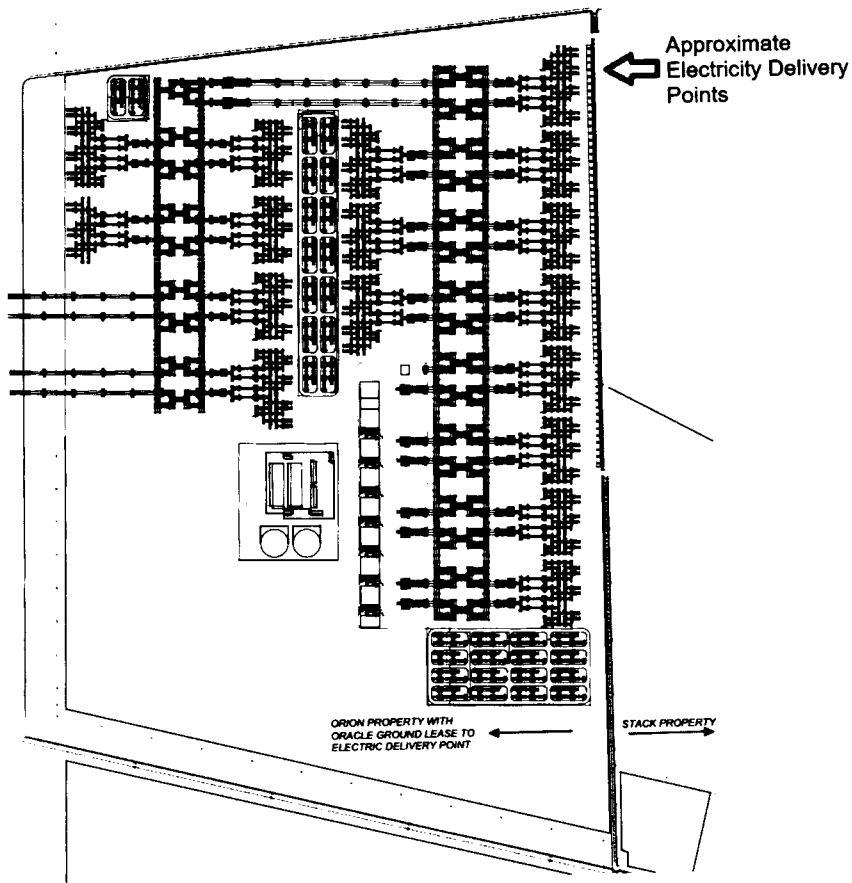 Approximate
Electricity Delivery
Points
ORION PROPERTY WITH
ORACLE GROUND LEASE TO
ELECTRIC DELIVERY POINT
STACK PROPERTY